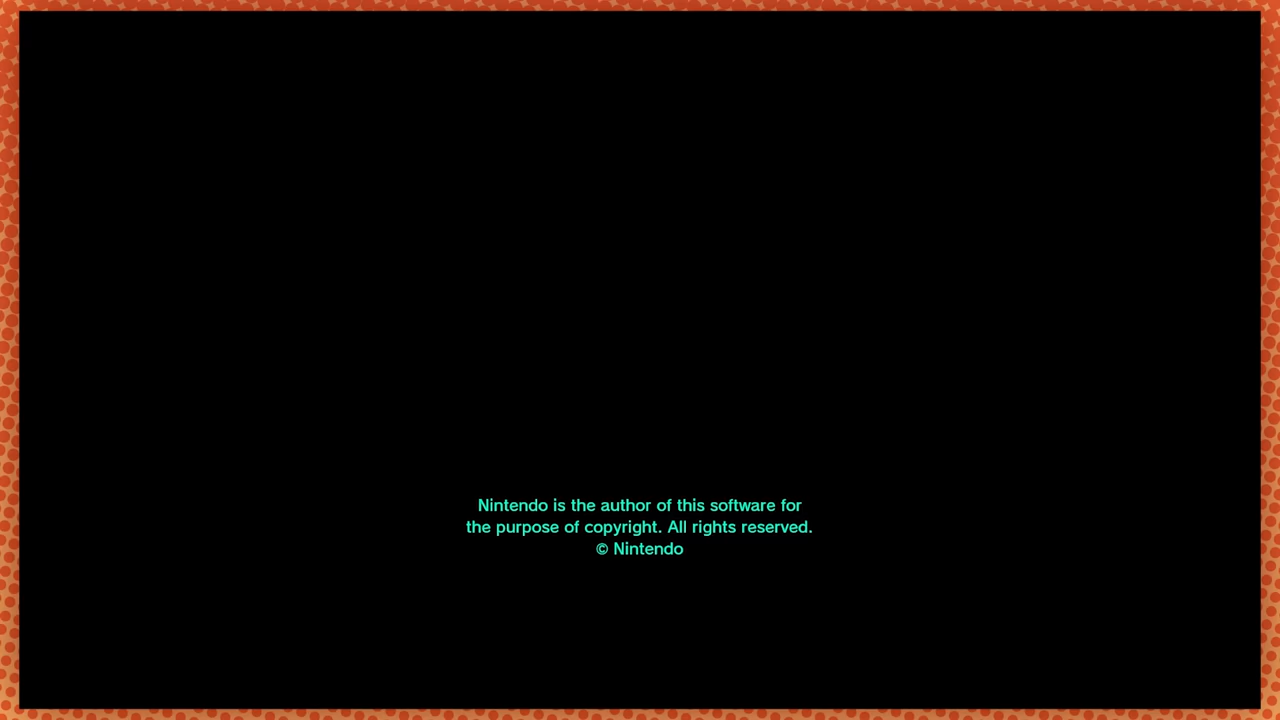 Nintendo is the author of this software for
the purpose of copyright. All rights reserved.
© Nintendo